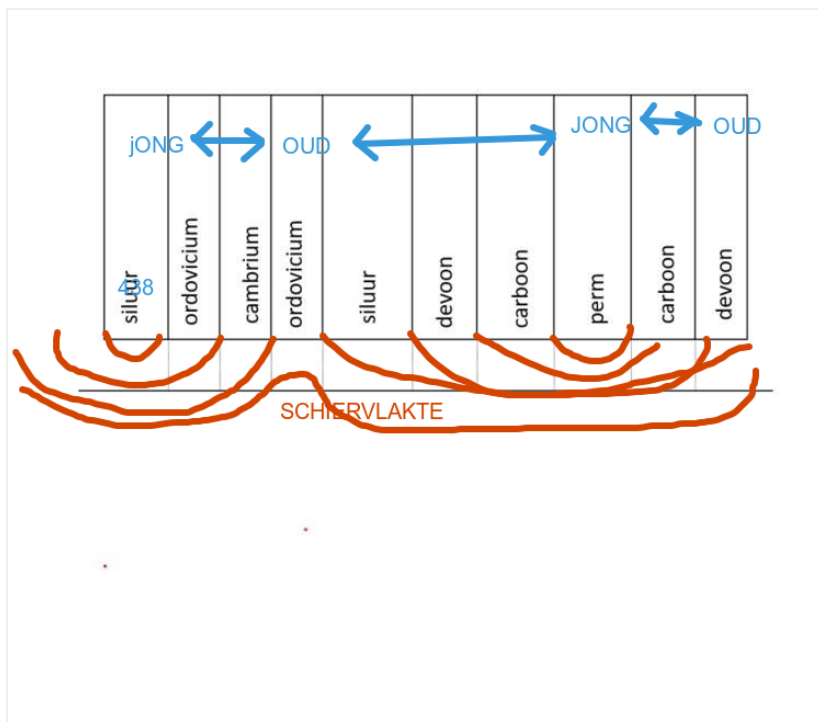 jONG
OUD
JONG
OUD
siluur
438
ordovicium
cambrium
ordovicium
siluur
devoon
carboon
perm
carboon
devoon
SCHIERVLAKTE